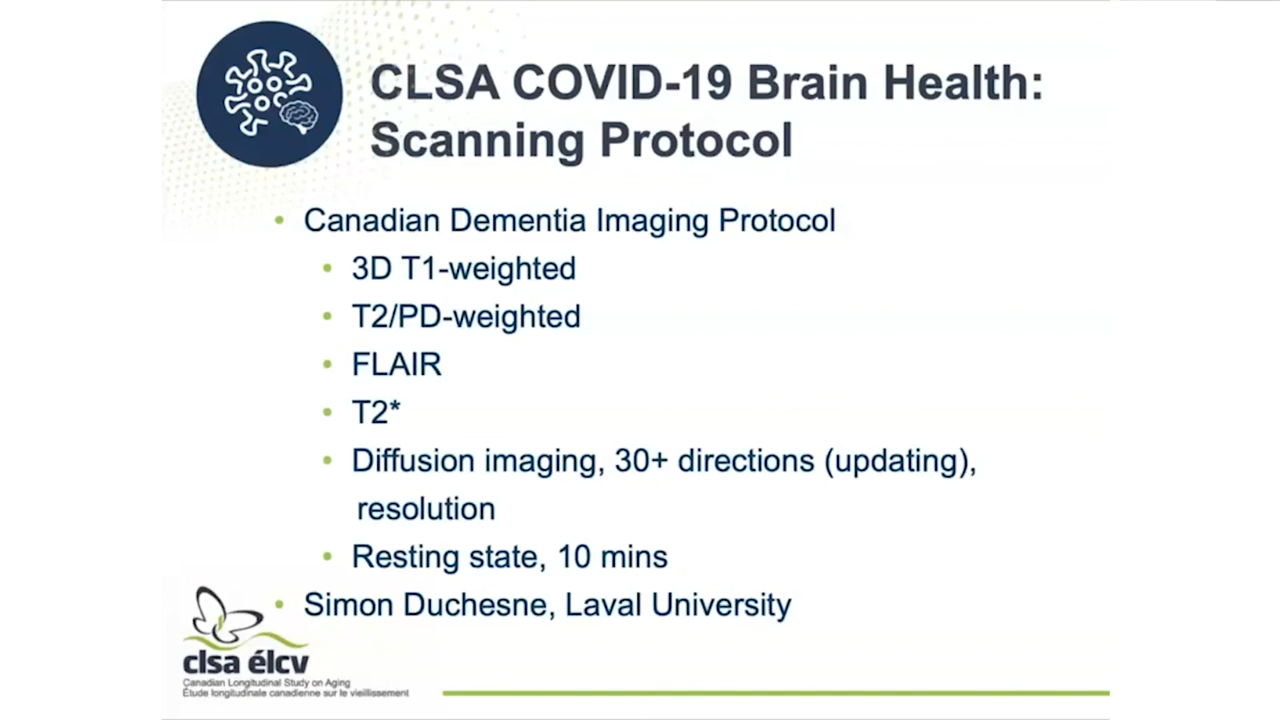 CLSA COVID-19 Brain Health:
Scanning Protocol
• Canadian Dementia Imaging Protocol
• 3D T1-weighted
• T2/PD-weighted
• FLAIR
• T2*
• Diffusion imaging, 30+ directions (updating),
resolution
• Resting state, 10 mins
• Simon Duchesne, Laval University
clsa élcv
Canadian Longitudinal Study on Aging
Étude longitudinale canadienne sur le vieillissement